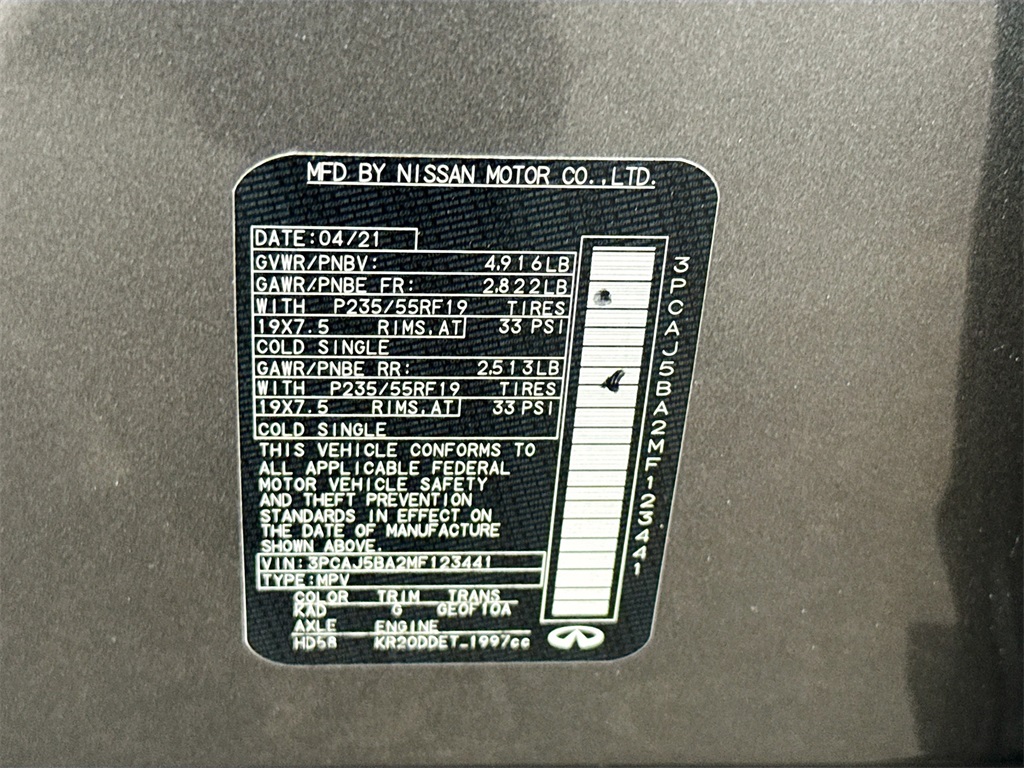 MFD BY NISSAN MOTOR CO.,LTD.
DATE:04/21
GVWR/PNBV: 4,916LB
GAWR/PNBE FR: 2,822LB
WITH P235/55RF19 TIRES
19X7.5 RIMS,AT 33 PSI
COLD SINGLE
GAWR/PNBE RR: 2,513LB
WITH P235/55RF19 TIRES
19X7.5 RIMS,AT 33 PSI
COLD SINGLE
THIS VEHICLE CONFORMS TO
ALL APPLICABLE FEDERAL
MOTOR VEHICLE SAFETY
AND THEFT PREVENTION
STANDARDS IN EFFECT ON
THE DATE OF MANUFACTURE
SHOWN ABOVE.
VIN:3PCAJ5BA2MF123441
TYPE:MPV
COLOR TRIM TRANS
KAD G GEOF10A
AXLE ENGINE
HD58 KR20DDET_1997cc
3PCAJ5BA2MF123441